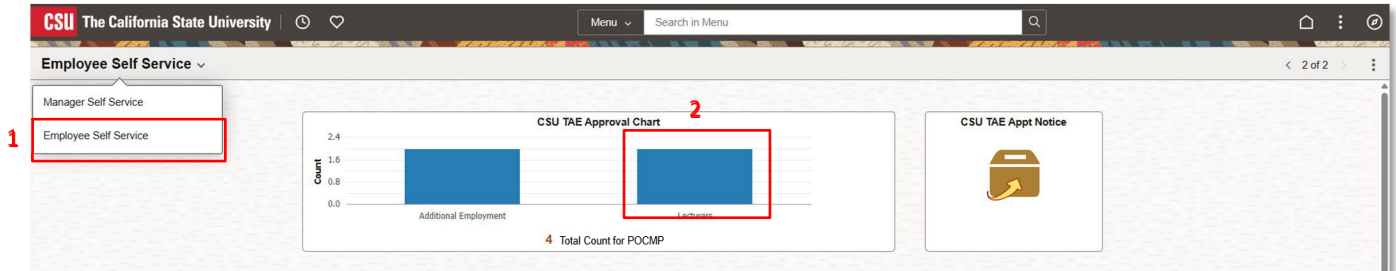 CSU The California State University
Menu
Search in Menu
Employee Self Service
2 of 2
Manager Self Service
1
Employee Self Service
2
CSU TAE Approval Chart
Count
2.4
1.6
0.8
0.0
Additional Employment
Lecturers
4 Total Count for POCMP
CSU TAE Appt Notice